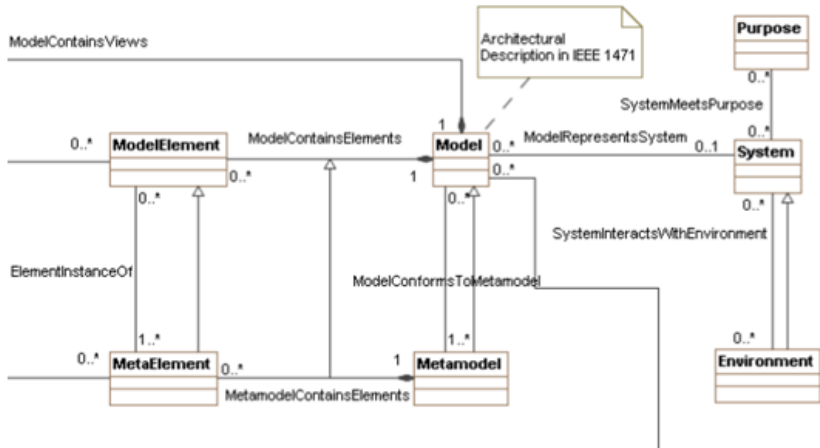 ModelContainsViews
Architectural
Description in IEEE 1471
Purpose
0..*
SystemMeetsPurpose
0..*
1
0..*
ModelElement
ModelContainsElements
Model
0..*
ModelRepresentsSystem
0..1
System
0..*
1
0..*
0..*
0..*
0..*
SystemInteractsWithEnvironment
ElementInstanceOf
ModelConformsToMetamodel
1..*
1..*
0..*
0..*
MetaElement
0..*
1
Metamodel
Environment
MetamodelContainsElements